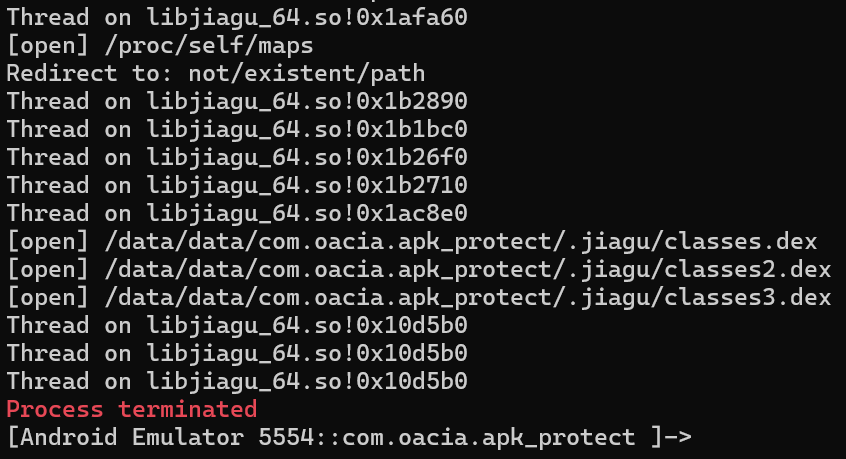 Thread on libjiagu_64.so!0x1afa60
[open] /proc/self/maps
Redirect to: not/existent/path
Thread on libjiagu_64.so!0x1b2890
Thread on libjiagu_64.so!0x1b1bc0
Thread on libjiagu_64.so!0x1b26f0
Thread on libjiagu_64.so!0x1b2710
Thread on libjiagu_64.so!0x1ac8e0
[open] /data/data/com.oacia.apk_protect/.jiagu/classes.dex
[open] /data/data/com.oacia.apk_protect/.jiagu/classes2.dex
[open] /data/data/com.oacia.apk_protect/.jiagu/classes3.dex
Thread on libjiagu_64.so!0x10d5b0
Thread on libjiagu_64.so!0x10d5b0
Thread on libjiagu_64.so!0x10d5b0
Process terminated
[Android Emulator 5554::com.oacia.apk_protect ]->